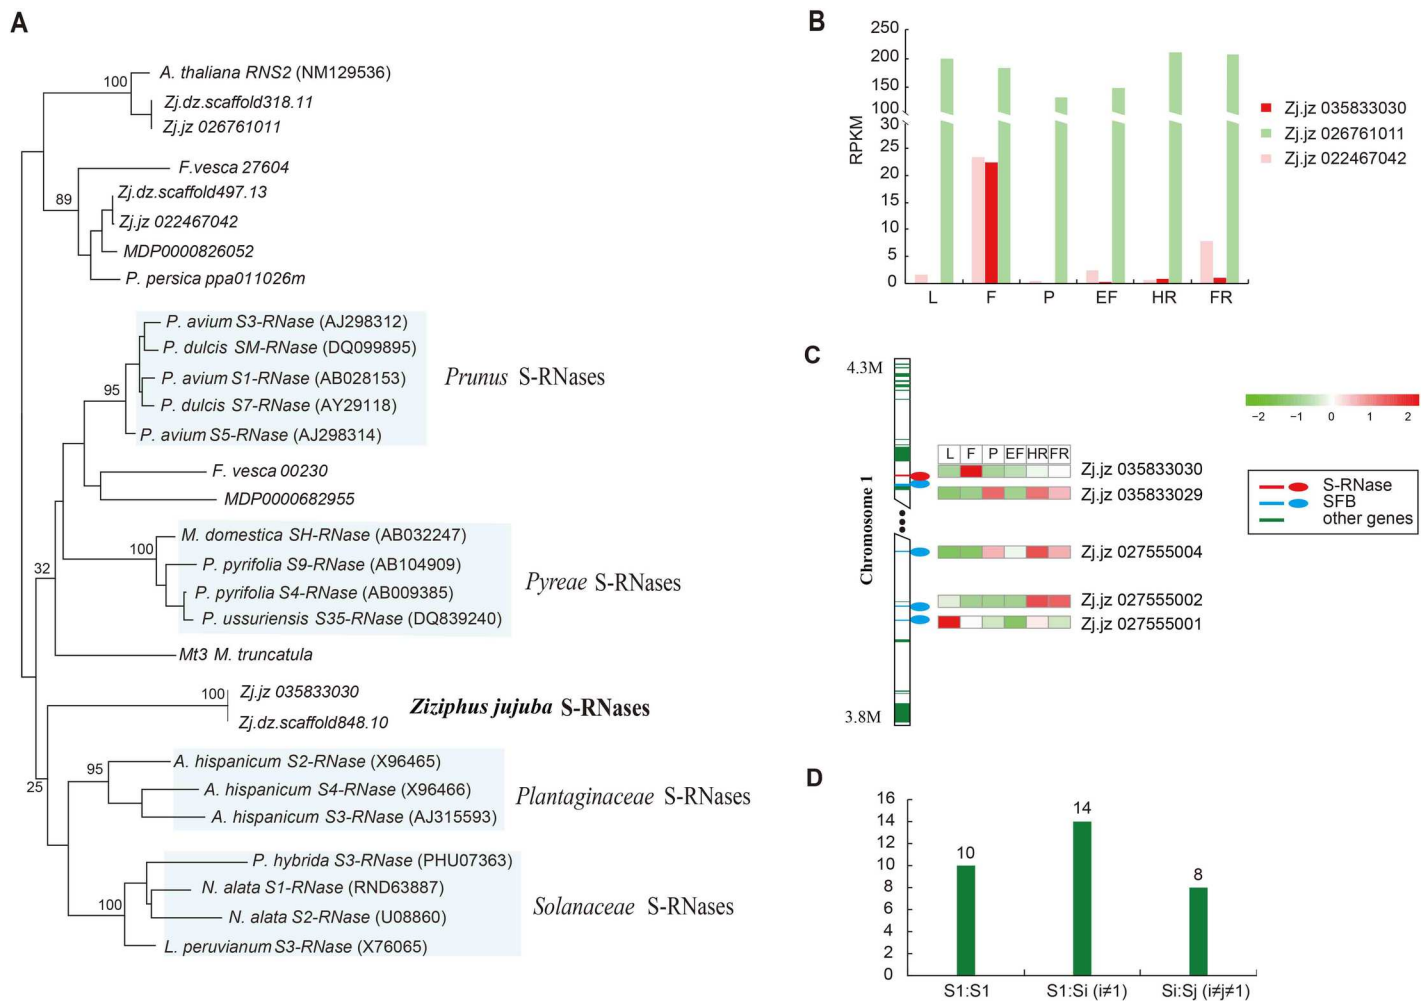 A
100
A. thaliana RNS2 (NM129536)
Zj.dz.scaffold318.11
Zj.jz 026761011
F.vesca 27604
89
Zj.dz.scaffold497.13
Zj.jz 022467042
MDP0000826052
P. persica ppa011026m
P. avium S3-RNase (AJ298312)
P. dulcis SM-RNase (DQ099895)
95
P. avium S1-RNase (AB028153)
Prunus S-RNases
P. dulcis S7-RNase (AY29118)
P. avium S5-RNase (AJ298314)
F. vesca 00230
MDP0000682955
M. domestica SH-RNase (AB032247)
100
P. pyrifolia S9-RNase (AB104909)
32
Pyreae S-RNases
P. pyrifolia S4-RNase (AB009385)
P. ussuriensis S35-RNase (DQ839240)
Mt3 M. truncatula
100
Zj.jz 035833030
Ziziphus jujuba S-RNases
Zj.dz.scaffold848.10
25
95
A. hispanicum S2-RNase (X96465)
A. hispanicum S4-RNase (X96466)
Plantaginaceae S-RNases
A. hispanicum S3-RNase (AJ315593)
P. hybrida S3-RNase (PHU07363)
N. alata S1-RNase (RND63887)
100
Solanaceae S-RNases
N. alata S2-RNase (U08860)
L. peruvianum S3-RNase (X76065)
B
RPKM
250
200
150
100
30
25
20
15
10
5
0
L F P EF HR FR
Zj.jz 035833030
Zj.jz 026761011
Zj.jz 022467042
C
4.3M
Chromosome 1
3.8M
L F P EF HR FR
Zj.jz 035833030
Zj.jz 035833029
Zj.jz 027555004
Zj.jz 027555002
Zj.jz 027555001
−2 −1 0 1 2
S-RNase
SFB
other genes
D
16
14
12
10
8
6
4
2
0
10
14
8
S1:S1 S1:Si (i≠1) Si:Sj (i≠j≠1)